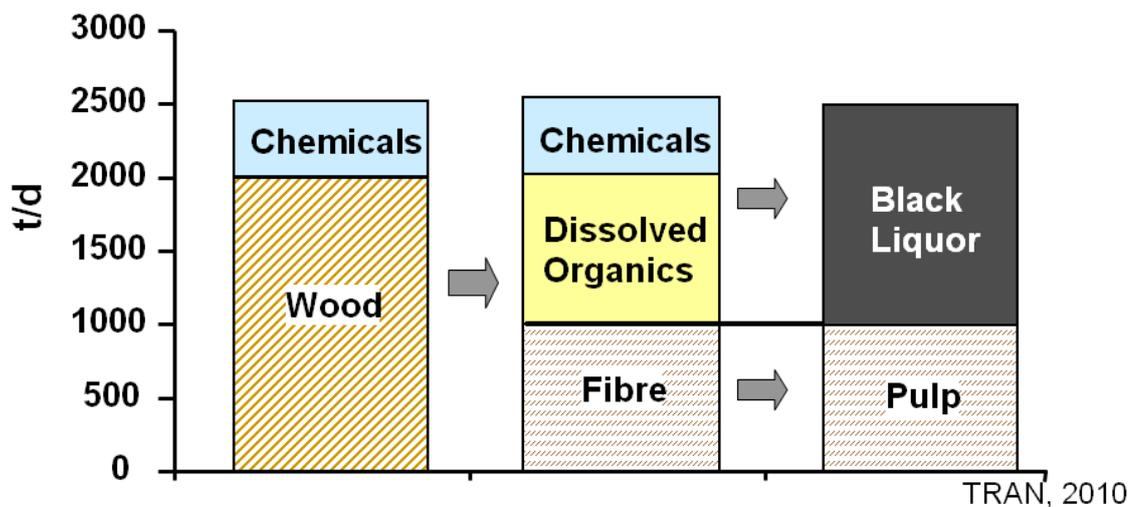 3000
2500
2000
1500
1000
500
0
t/d
Chemicals
Wood
Chemicals
Dissolved
Organics
Fibre
Black
Liquor
Pulp
TRAN, 2010